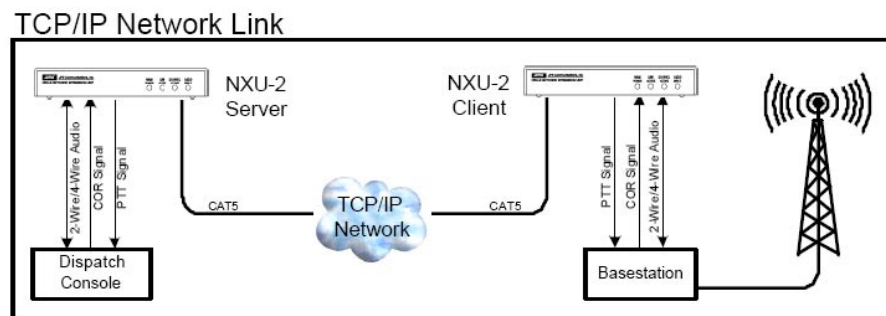 TCP/IP Network Link
NXU-2
Server
NXU-2
Client
2-Wire/4-Wire Audio
COR Signal
PTT Signal
CAT5
TCP/IP
Network
CAT5
PTT Signal
COR Signal
2-Wire/4-Wire Audio
Dispatch
Console
Basestation